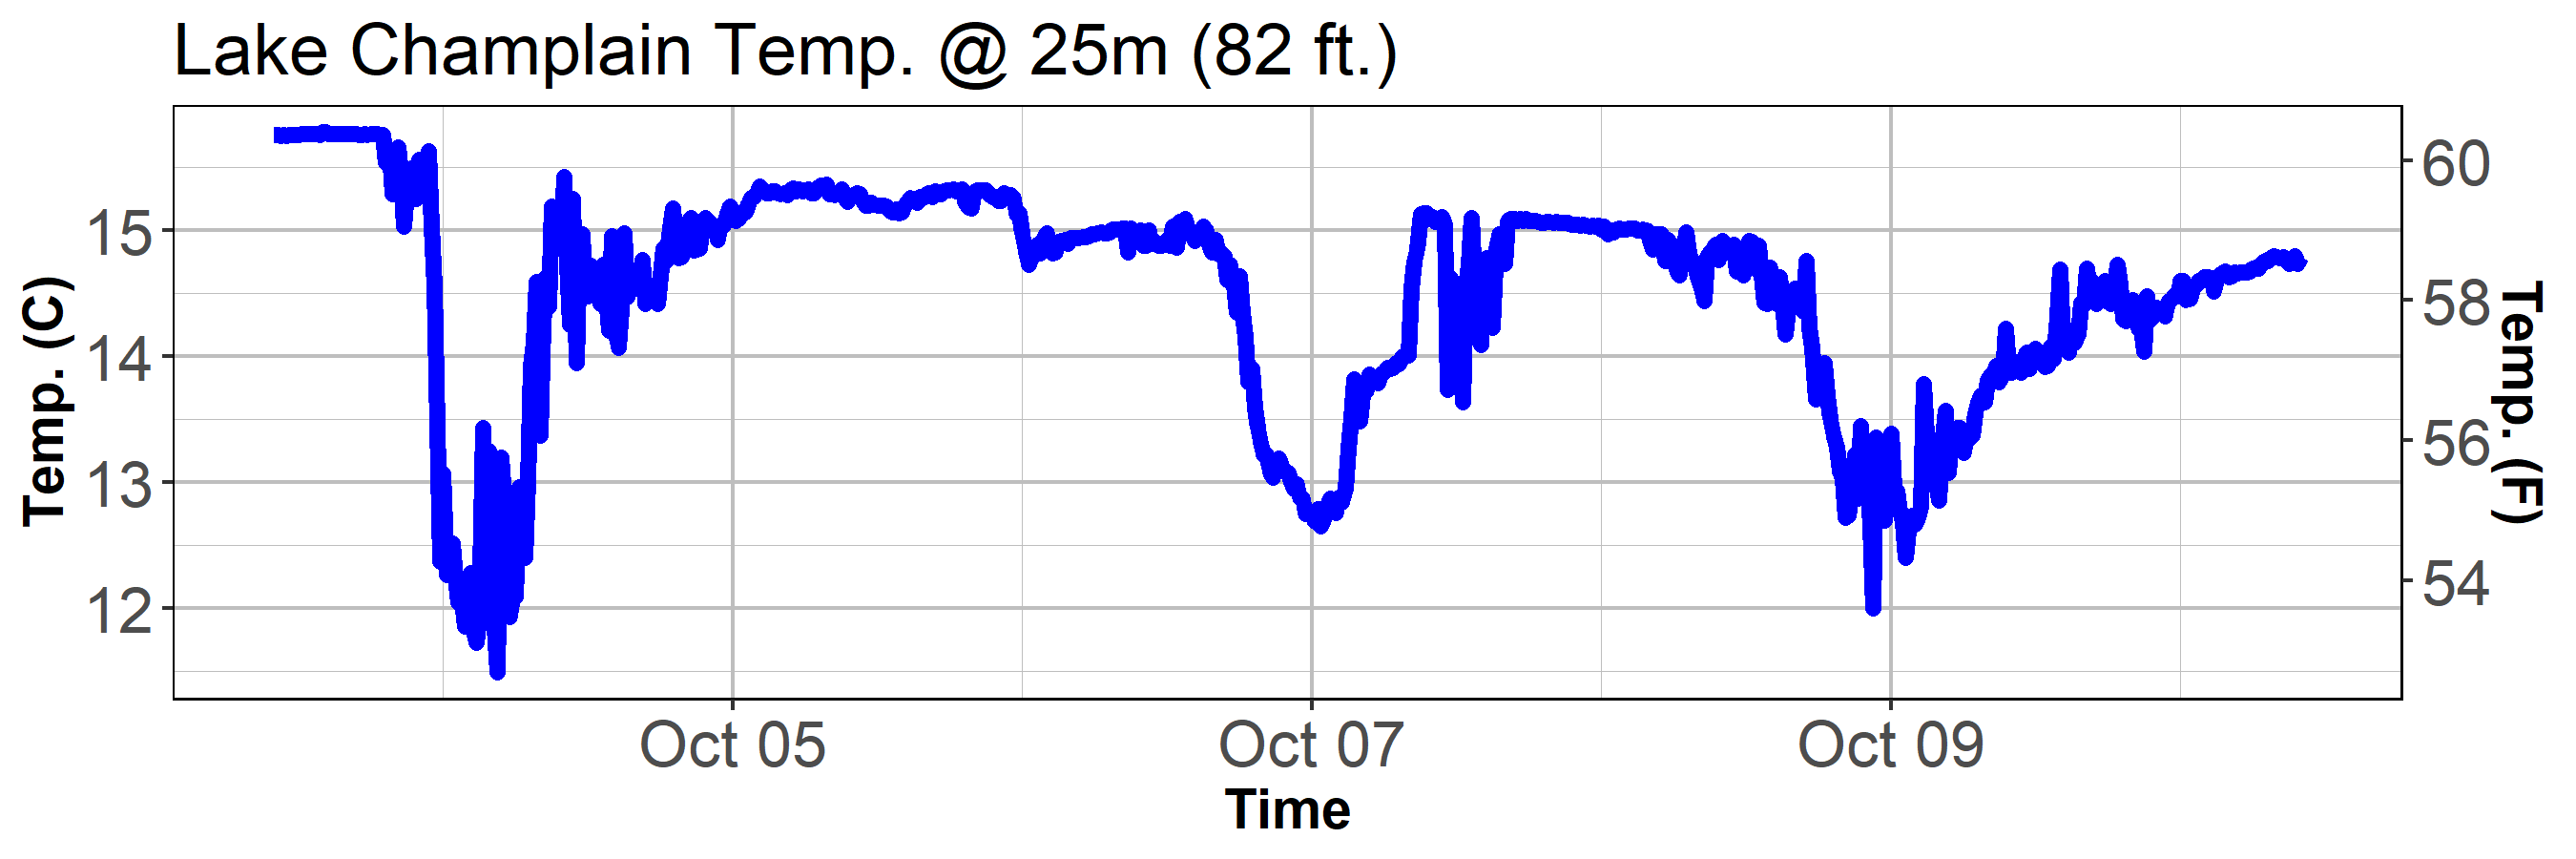 Lake Champlain Temp. @ 25m (82 ft.)
Temp. (C)
15
14
13
12
60
58
56
54
Temp. (F)
Oct 05
Oct 07
Oct 09
Time